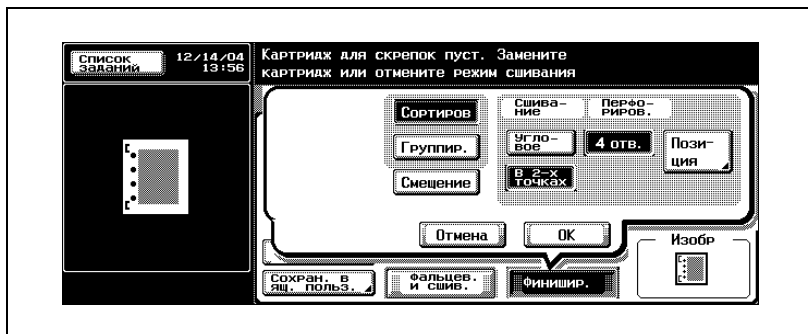 Список
заданий
12/14/04
13:56
Картридж для скрепок пуст. Замените
картридж или отмените режим сшивания
Сортиров
Группир.
Смещение
Сшива-
ние
Перфо-
риров.
Угло-
вое
4 отв.
Пози-
ция
В 2-х
точках
Отмена
OK
Изобр
Сохран. в
ящ. польз.
Фальцев.
и сшив.
Финишир.